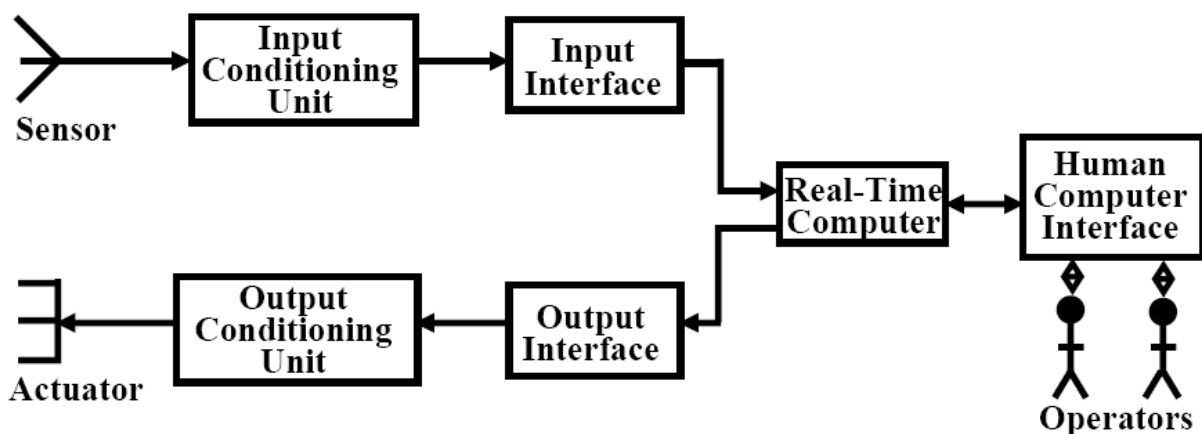 Input
Conditioning
Unit
Input
Interface
Sensor
Real-Time
Computer
Human
Computer
Interface
Output
Conditioning
Unit
Output
Interface
Actuator
Operators